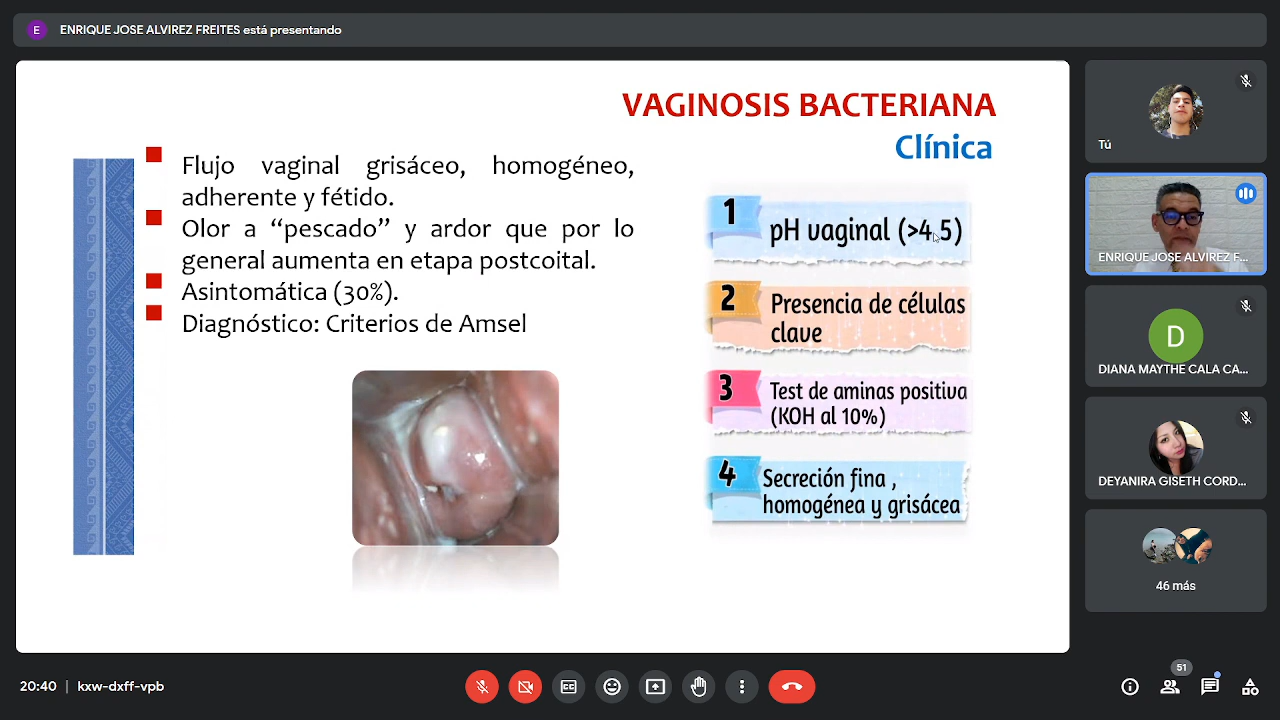 E
ENRIQUE JOSE ALVIREZ FREITES está presentando
VAGINOSIS BACTERIANA
Clínica
Flujo vaginal grisáceo, homogéneo,
adherente y fétido.
Olor a “pescado” y ardor que por lo
general aumenta en etapa postcoital.
Asintomática (30%).
Diagnóstico: Criterios de Amsel
1
pH vaginal (>4.5)
2
Presencia de células
clave
3
Test de aminas positiva
(KOH al 10%)
4
Secreción fina ,
homogénea y grisácea
Tú
ENRIQUE JOSE ALVIREZ F...
D
DIANA MAYTHE CALA CA...
DEYANIRA GISETH CORD...
46 más
20:40 | kxw-dxff-vpb
51